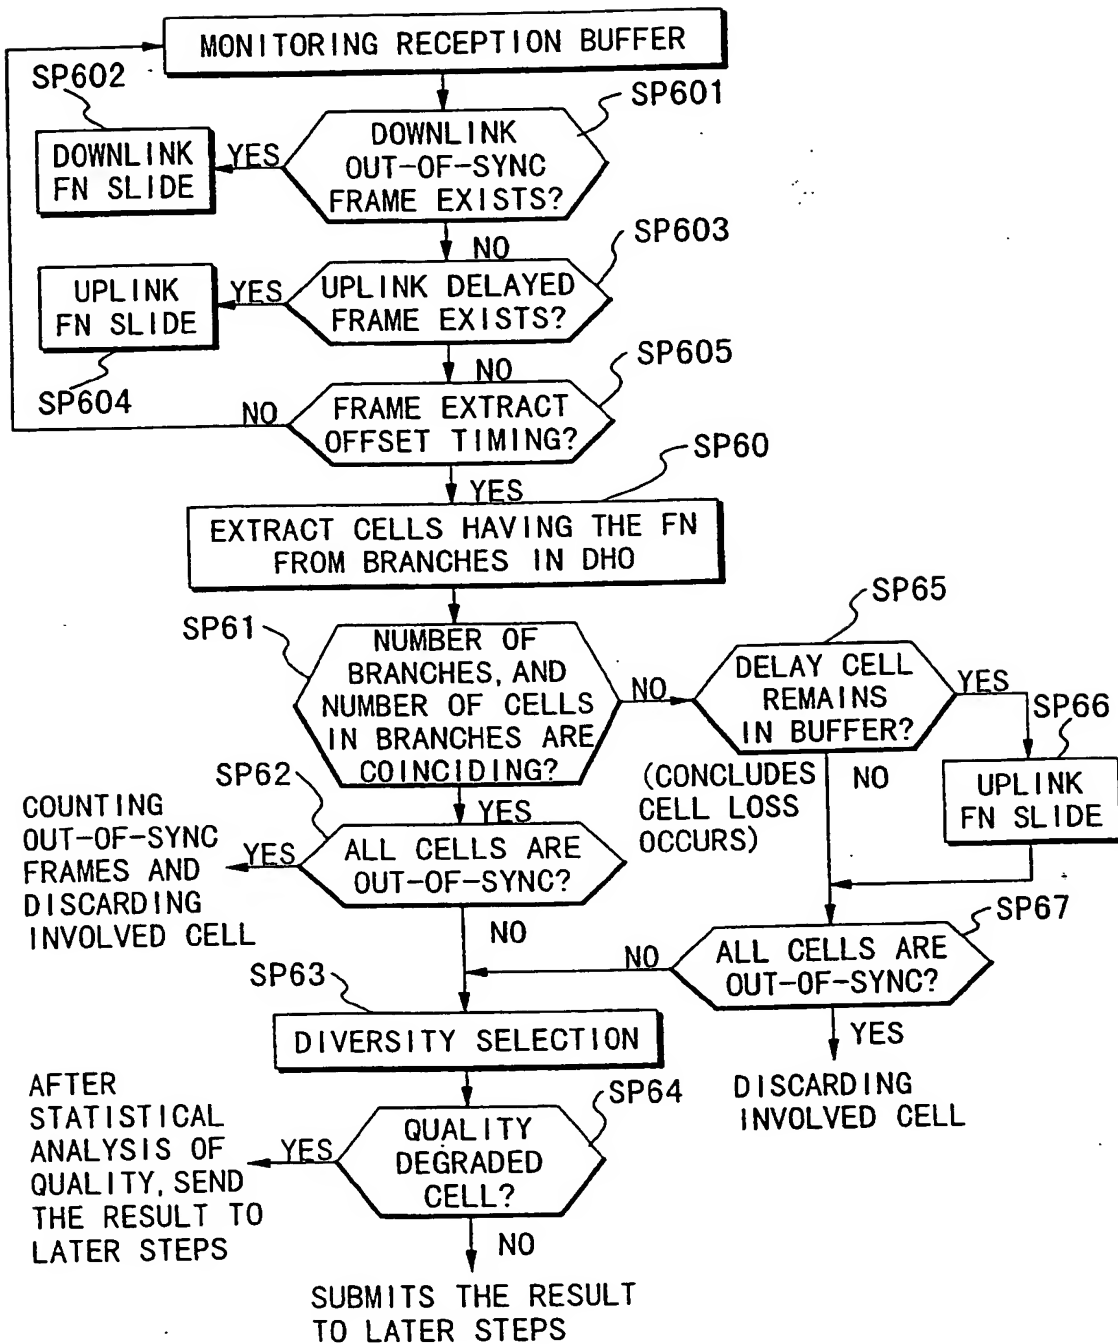 MONITORING RECEPTION BUFFER
SP602
SP601
DOWNLINK
OUT-OF-SYNC
FRAME EXISTS?
YES
DOWNLINK
FN SLIDE
NO
SP603
UPLINK DELAYED
FRAME EXISTS?
YES
UPLINK
FN SLIDE
SP604
NO
SP605
FRAME EXTRACT
OFFSET TIMING?
NO
YES
SP60
EXTRACT CELLS HAVING THE FN
FROM BRANCHES IN DHO
SP61
NUMBER OF
BRANCHES, AND
NUMBER OF CELLS
IN BRANCHES ARE
COINCIDING?
NO
SP65
DELAY CELL
REMAINS
IN BUFFER?
YES
SP66
UPLINK
FN SLIDE
(CONCLUDES
CELL LOSS
OCCURS)
NO
YES
SP62
ALL CELLS ARE
OUT-OF-SYNC?
YES
COUNTING
OUT-OF-SYNC
FRAMES AND
DISCARDING
INVOLVED CELL
NO
SP67
ALL CELLS ARE
OUT-OF-SYNC?
NO
YES
DISCARDING
INVOLVED CELL
SP63
DIVERSITY SELECTION
SP64
QUALITY
DEGRADED
CELL?
YES
AFTER
STATISTICAL
ANALYSIS OF
QUALITY, SEND
THE RESULT TO
LATER STEPS
NO
SUBMITS THE RESULT
TO LATER STEPS